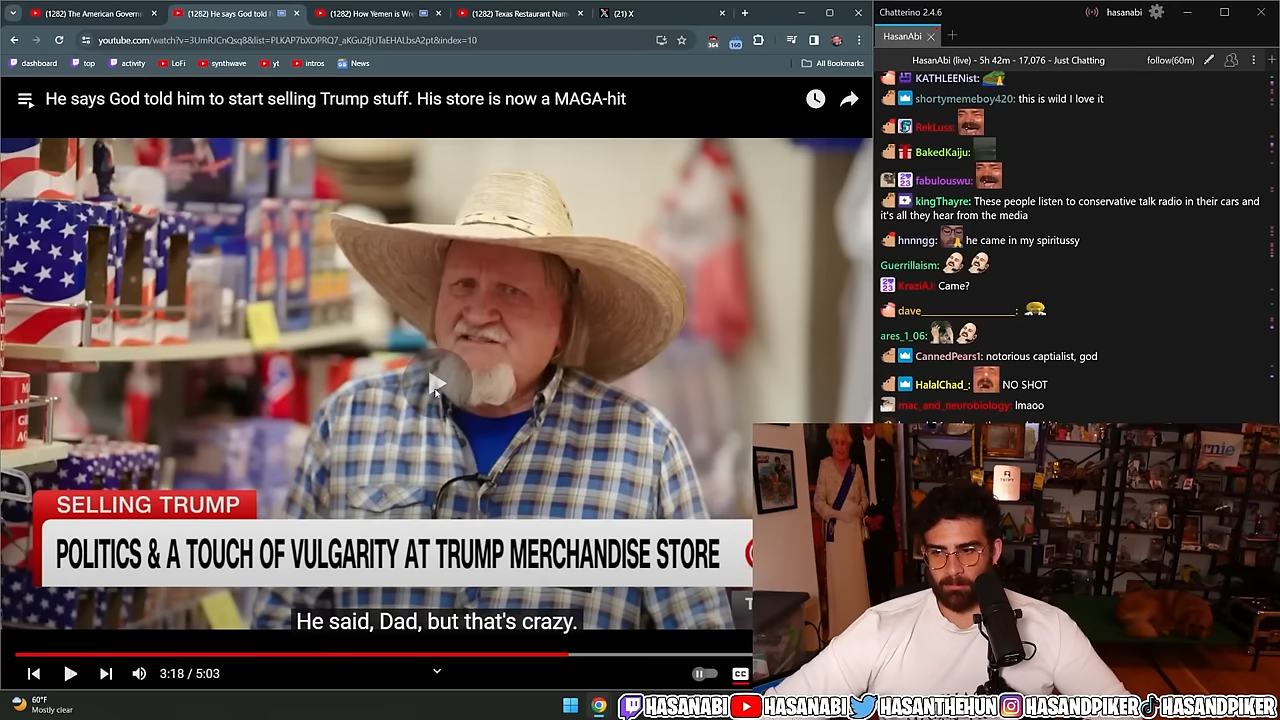 (1282) The American Governm
(1282) He says God told h
(1282) How Yemen is Wre
(1282) Texas Restaurant Nam
(21) X
youtube.com/watch?v=3UmRJCnQsq8&list=PLKAP7bXOPRQ7_aKGu2fjUTaEHALbsA2pt&index=10
364
160
dashboard
top
activity
LoFi
synthwave
yt
intros
News
All Bookmarks
He says God told him to start selling Trump stuff. His store is now a MAGA-hit
SELLING TRUMP
POLITICS & A TOUCH OF VULGARITY AT TRUMP MERCHANDISE STORE
He said, Dad, but that's crazy.
3:18 / 5:03
CC
60°F
Mostly clear
Chatterino 2.4.6
hasanabi
HasanAbi
HasanAbi (live) - 5h 42m - 17,076 - Just Chatting
follow(60m)
KATHLEENist:
shortymemeboy420: this is wild I love it
RekLuss:
BakedKaiju:
fabulouswu:
kingThayre: These people listen to conservative talk radio in their cars and
it's all they hear from the media
hnnngg: he came in my spiritussy
Guerrillaism:
KraziAJ: Came?
dave____________________:
ares_1_06:
CannedPears1: notorious captialist, god
HalalChad_: NO SHOT
mac_and_neurobiology: lmaoo
HASANABI
HASANABI
HASANTHEHUN
HASANDPIKER
HASANDPIKER